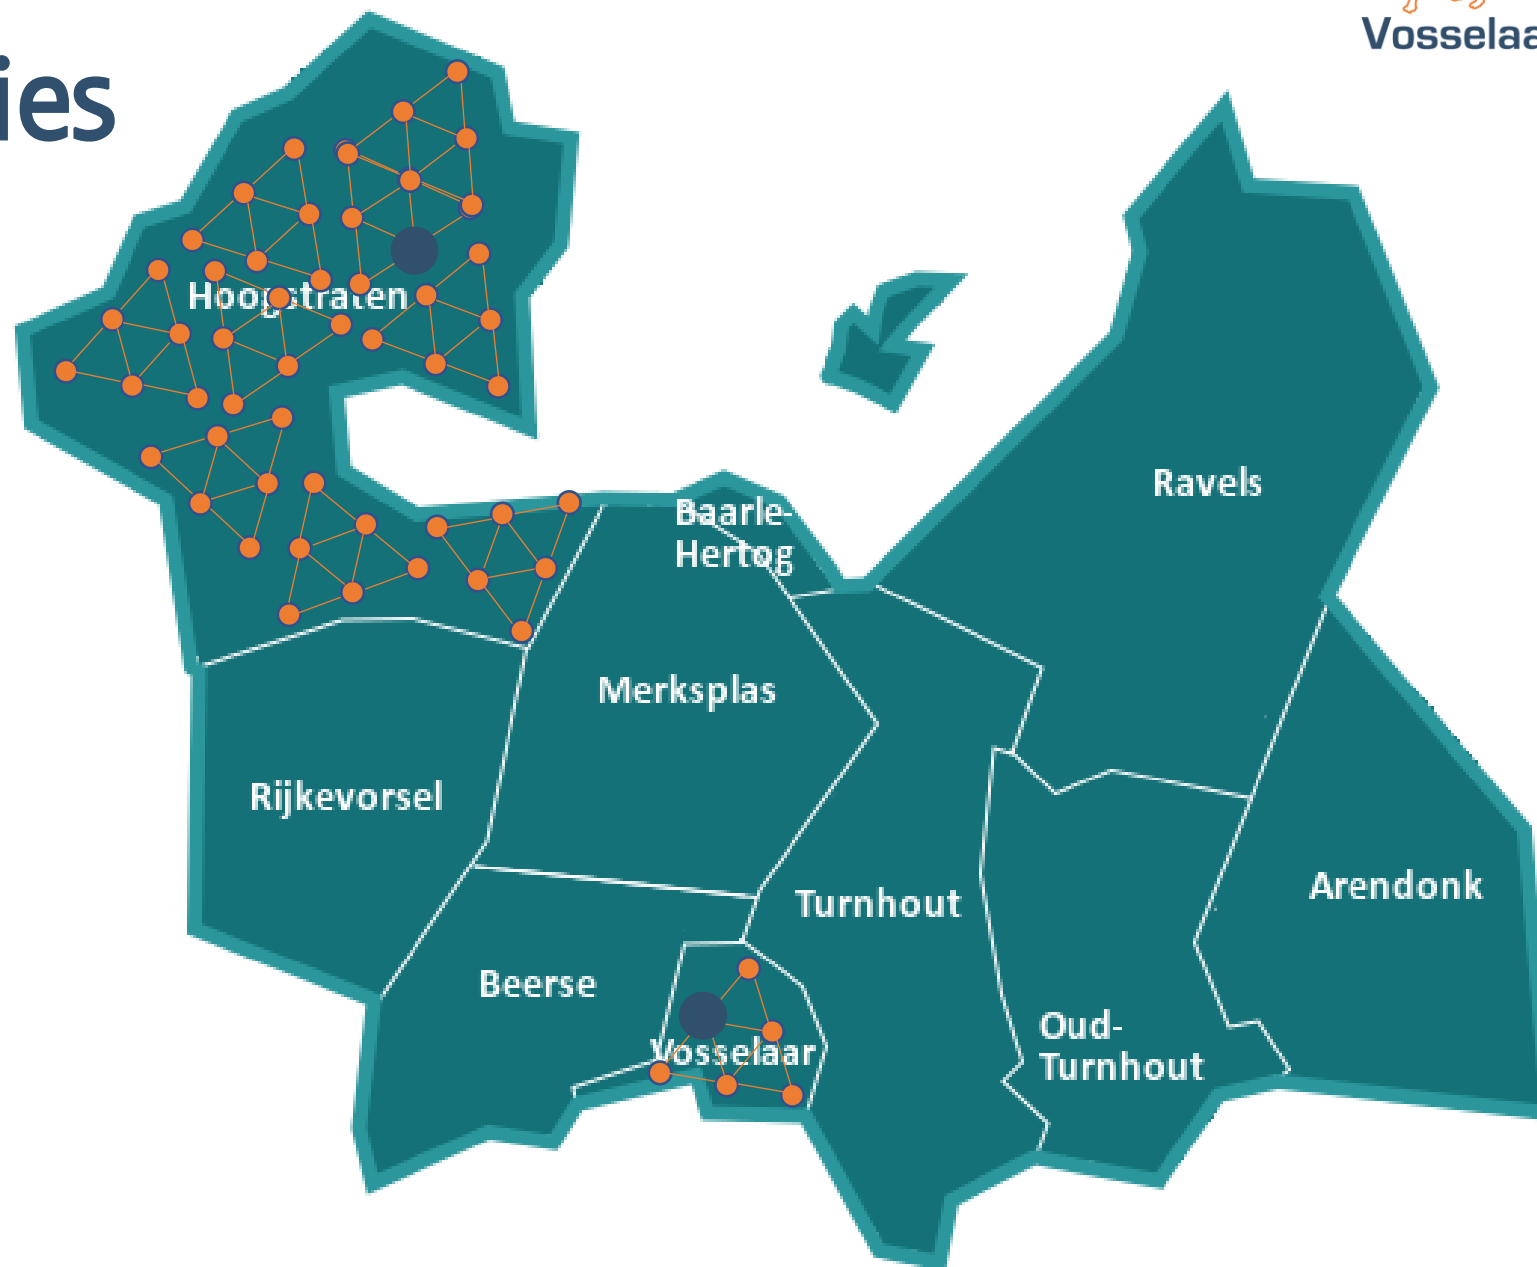 ies
Vosselaa
Hoogstraten
Baarle-
Hertog
Ravels
Merksplas
Rijkevorsel
Turnhout
Arendonk
Beerse
Vosselaar
Oud-
Turnhout